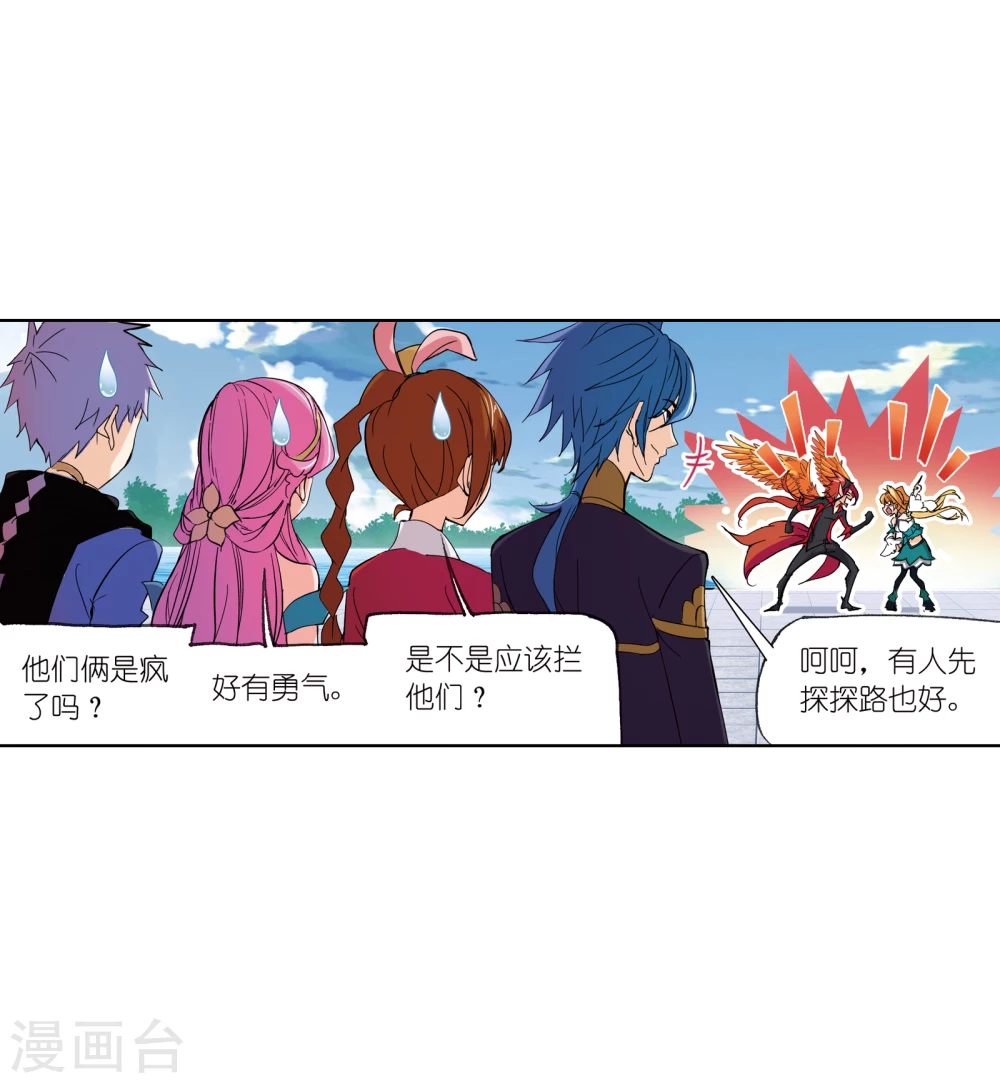 他们俩是疯
了吗？
好有勇气。
是不是应该拦
他们？
呵呵，有人先
探探路也好。
漫画台